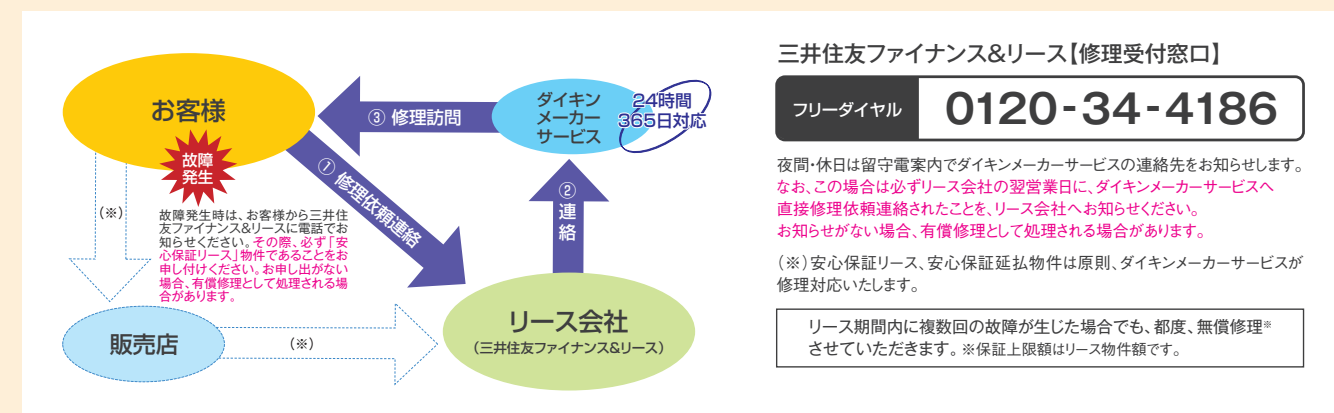 お客様
故障
発生
(※)
故障発生時は、お客様から三井住
友ファイナンス&リースに電話でお
知らせください。その際、必ず「安
心保証リース」物件であることをお
申し付けください。お申し出がない
場合、有償修理として処理される場
合があります。
① 修理依頼連絡
③ 修理訪問
ダイキン
メーカー
サービス
24時間
365日対応
②連絡
販売店
(※)
リース会社
(三井住友ファイナンス&リース)
三井住友ファイナンス&リース【修理受付窓口】
フリーダイヤル 0120-34-4186
夜間・休日は留守電案内でダイキンメーカーサービスの連絡先をお知らせします。
なお、この場合は必ずリース会社の翌営業日に、ダイキンメーカーサービスへ
直接修理依頼連絡されたことを、リース会社へお知らせください。
お知らせがない場合、有償修理として処理される場合があります。
(※)安心保証リース、安心保証延払物件は原則、ダイキンメーカーサービスが
修理対応いたします。
リース期間内に複数回の故障が生じた場合でも、都度、無償修理※
させていただきます。※保証上限額はリース物件額です。